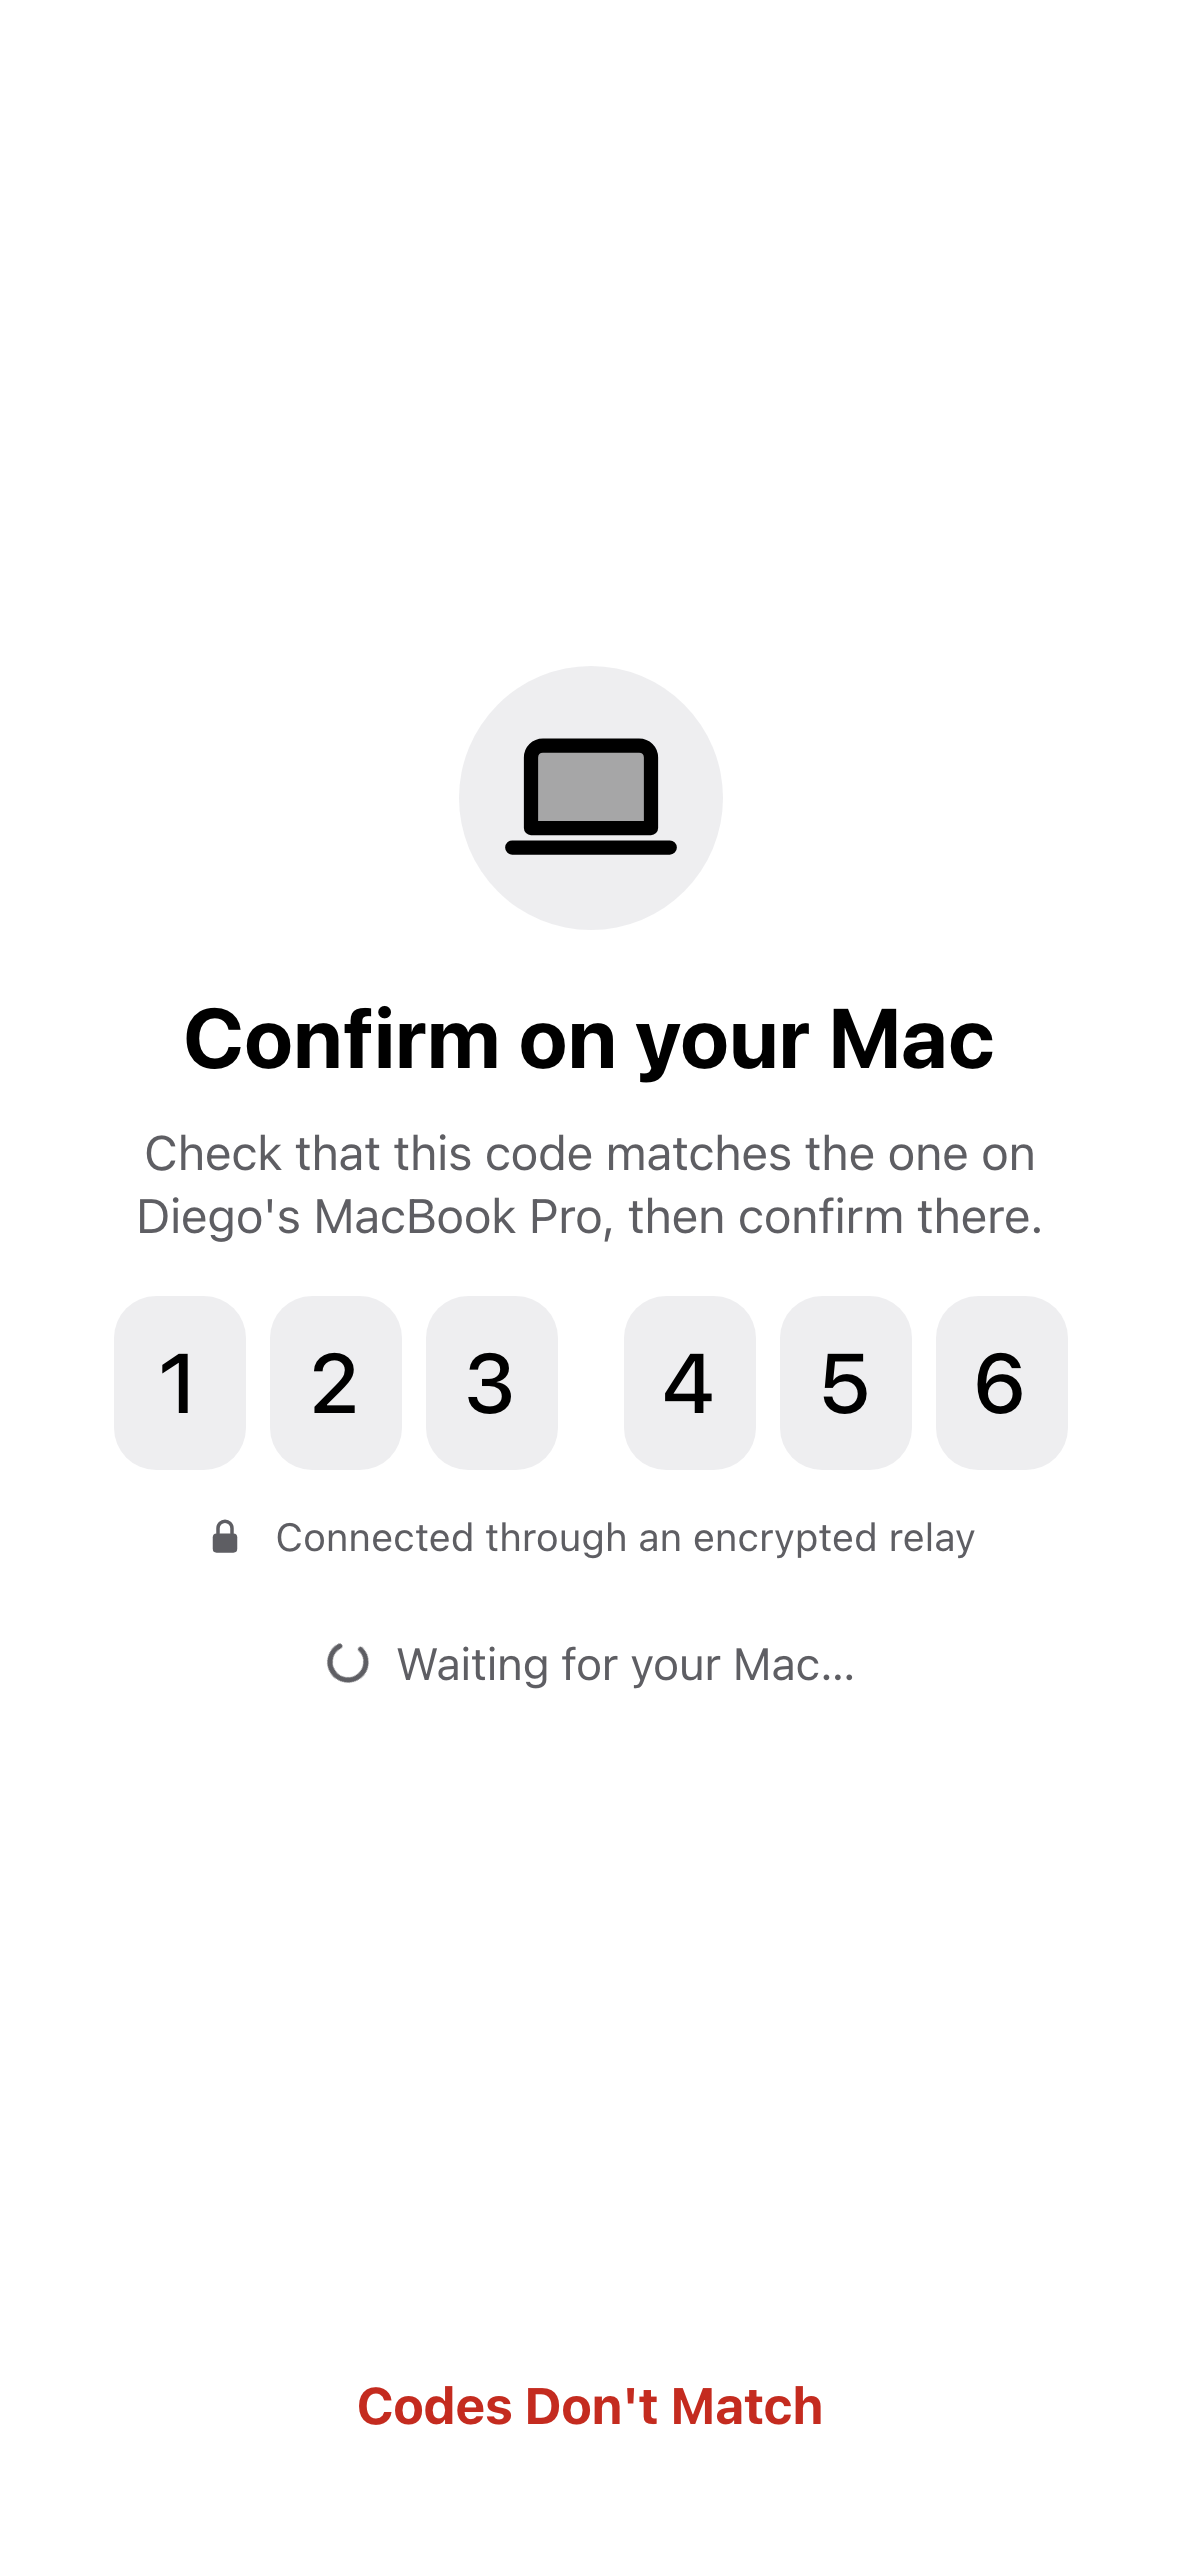 Confirm on your Mac
Check that this code matches the one on
Diego's MacBook Pro, then confirm there.
1 2 3 4 5 6
Connected through an encrypted relay
Waiting for your Mac...
Codes Don't Match